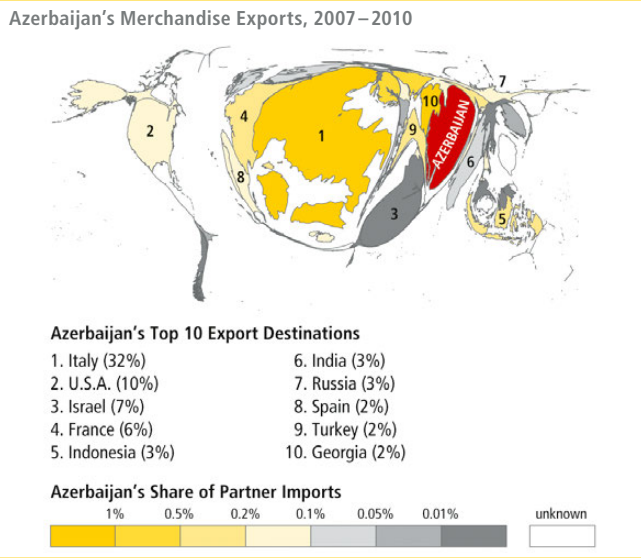 Azerbaijan's Merchandise Exports, 2007–2010
7
10
4
2
1
9
AZERBAIJAN
6
8
3
5
Azerbaijan's Top 10 Export Destinations
1. Italy (32%)
2. U.S.A. (10%)
3. Israel (7%)
4. France (6%)
5. Indonesia (3%)
6. India (3%)
7. Russia (3%)
8. Spain (2%)
9. Turkey (2%)
10. Georgia (2%)
Azerbaijan's Share of Partner Imports
1% 0.5% 0.2% 0.1% 0.05% 0.01% unknown